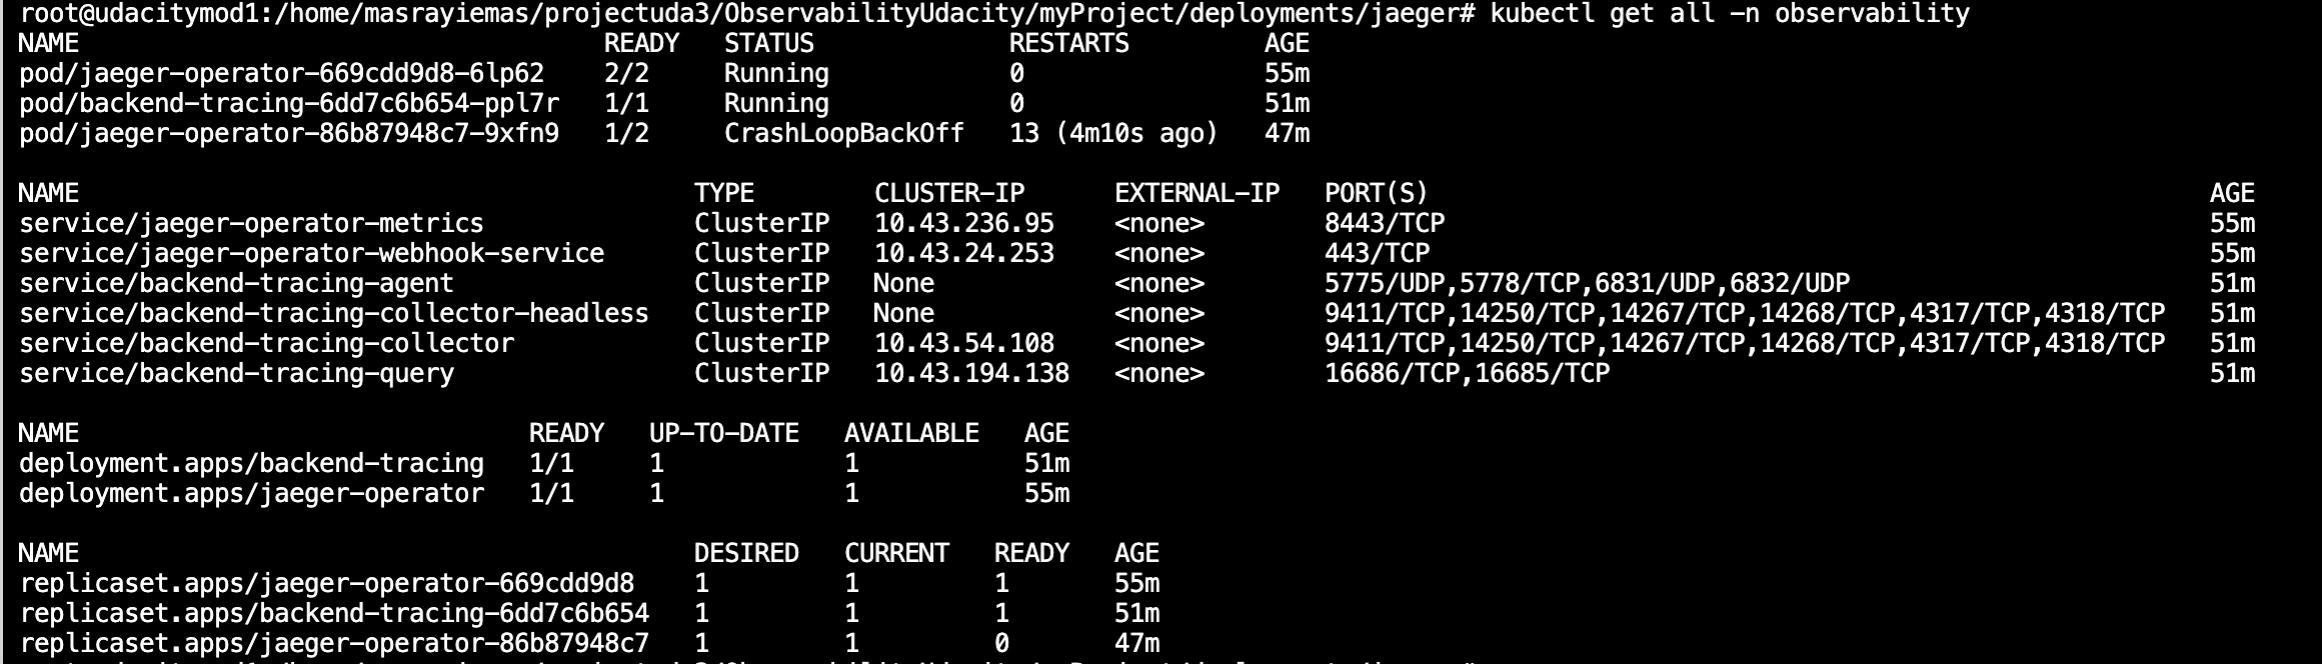 root@udacitymod1:/home/masrayiemas/projectuda3/ObservabilityUdacity/myProject/deployments/jaeger# kubectl get all -n observability
NAME READY STATUS RESTARTS AGE
pod/jaeger-operator-669cdd9d8-6lp62 2/2 Running 0 55m
pod/backend-tracing-6dd7c6b654-ppl7r 1/1 Running 0 51m
pod/jaeger-operator-86b87948c7-9xfn9 1/2 CrashLoopBackOff 13 (4m10s ago) 47m
NAME TYPE CLUSTER-IP EXTERNAL-IP PORT(S) AGE
service/jaeger-operator-metrics ClusterIP 10.43.236.95 <none> 8443/TCP 55m
service/jaeger-operator-webhook-service ClusterIP 10.43.24.253 <none> 443/TCP 55m
service/backend-tracing-agent ClusterIP None <none> 5775/UDP,5778/TCP,6831/UDP,6832/UDP 51m
service/backend-tracing-collector-headless ClusterIP None <none> 9411/TCP,14250/TCP,14267/TCP,14268/TCP,4317/TCP,4318/TCP 51m
service/backend-tracing-collector ClusterIP 10.43.54.108 <none> 9411/TCP,14250/TCP,14267/TCP,14268/TCP,4317/TCP,4318/TCP 51m
service/backend-tracing-query ClusterIP 10.43.194.138 <none> 16686/TCP,16685/TCP 51m
NAME READY UP-TO-DATE AVAILABLE AGE
deployment.apps/backend-tracing 1/1 1 1 51m
deployment.apps/jaeger-operator 1/1 1 1 55m
NAME DESIRED CURRENT READY AGE
replicaset.apps/jaeger-operator-669cdd9d8 1 1 1 55m
replicaset.apps/backend-tracing-6dd7c6b654 1 1 1 51m
replicaset.apps/jaeger-operator-86b87948c7 1 1 0 47m